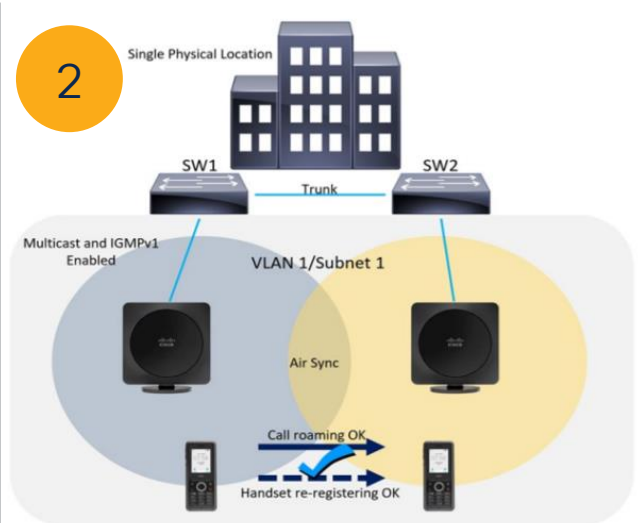 2
Single Physical Location
SW1
SW2
Trunk
Multicast and IGMPv1
Enabled
VLAN 1/Subnet 1
Air Sync
Call roaming OK
Handset re-registering OK